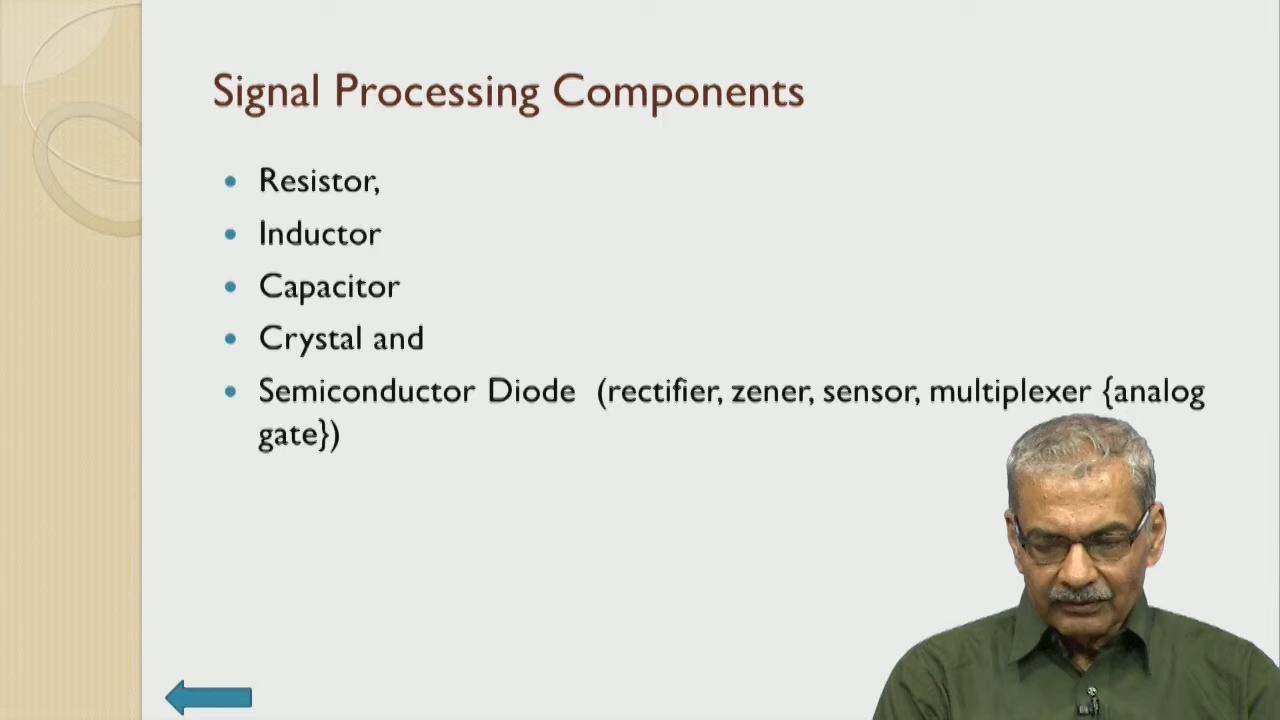 Signal Processing Components
Resistor,
Inductor
Capacitor
Crystal and
Semiconductor Diode (rectifier, zener, sensor, multiplexer {analog
gate})